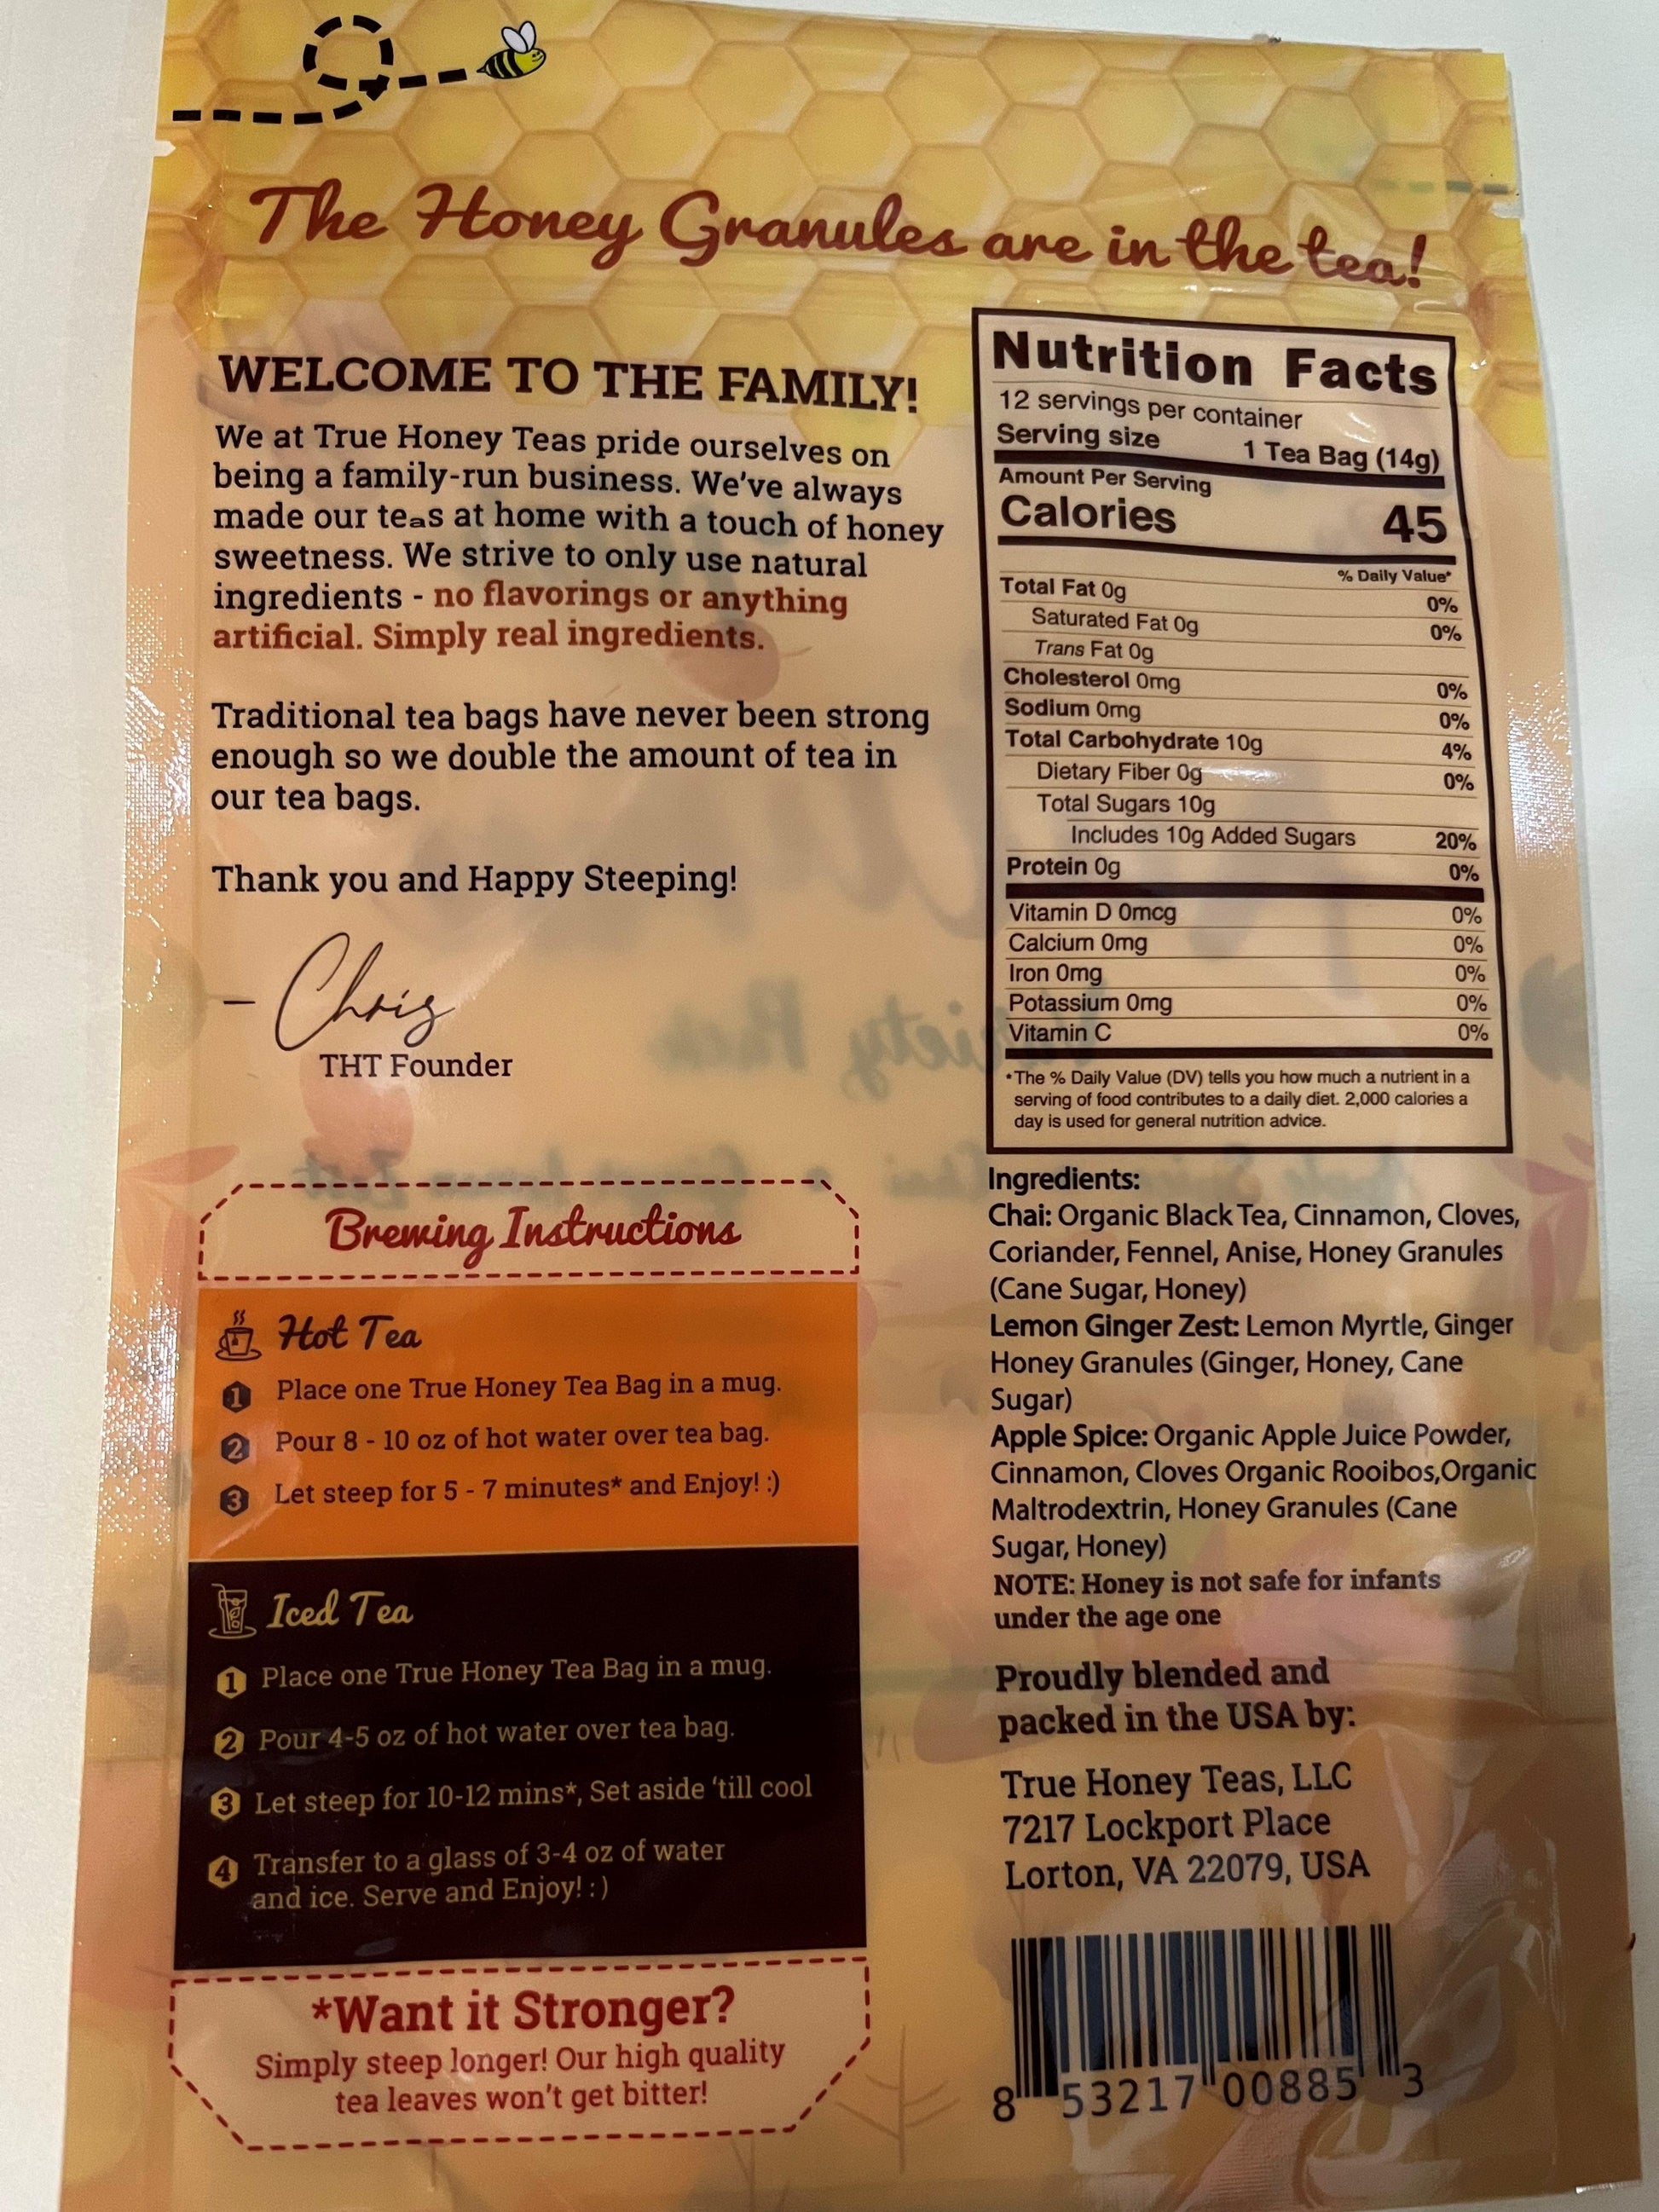 The Honey Granules are in the tea!
WELCOME TO THE FAMILY!
We at True Honey Teas pride ourselves on
being a family-run business. We've always
made our teas at home with a touch of honey
sweetness. We strive to only use natural
ingredients - no flavorings or anything
artificial. Simply real ingredients.
Traditional tea bags have never been strong
enough so we double the amount of tea in
our tea bags.
Thank you and Happy Steeping!
– Chris
THT Founder
Brewing Instructions
Hot Tea
1 Place one True Honey Tea Bag in a mug.
2 Pour 8 - 10 oz of hot water over tea bag.
3 Let steep for 5 - 7 minutes* and Enjoy! :)
Iced Tea
1 Place one True Honey Tea Bag in a mug.
2 Pour 4-5 oz of hot water over tea bag.
3 Let steep for 10-12 mins*, Set aside 'till cool
4 Transfer to a glass of 3-4 oz of water
and ice. Serve and Enjoy! : )
*Want it Stronger?
Simply steep longer! Our high quality
tea leaves won't get bitter!
Nutrition Facts
12 servings per container
Serving size 1 Tea Bag (14g)
Amount Per Serving
Calories 45
% Daily Value*
Total Fat 0g 0%
Saturated Fat 0g 0%
Trans Fat 0g
Cholesterol 0mg 0%
Sodium 0mg 0%
Total Carbohydrate 10g 4%
Dietary Fiber 0g 0%
Total Sugars 10g
Includes 10g Added Sugars 20%
Protein 0g 0%
Vitamin D 0mcg 0%
Calcium 0mg 0%
Iron 0mg 0%
Potassium 0mg 0%
Vitamin C 0%
*The % Daily Value (DV) tells you how much a nutrient in a
serving of food contributes to a daily diet. 2,000 calories a
day is used for general nutrition advice.
Ingredients:
Chai: Organic Black Tea, Cinnamon, Cloves,
Coriander, Fennel, Anise, Honey Granules
(Cane Sugar, Honey)
Lemon Ginger Zest: Lemon Myrtle, Ginger
Honey Granules (Ginger, Honey, Cane
Sugar)
Apple Spice: Organic Apple Juice Powder,
Cinnamon, Cloves Organic Rooibos,Organic
Maltrodextrin, Honey Granules (Cane
Sugar, Honey)
NOTE: Honey is not safe for infants
under the age one
Proudly blended and
packed in the USA by:
True Honey Teas, LLC
7217 Lockport Place
Lorton, VA 22079, USA
8 53217 00885 3